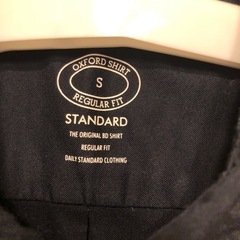 OXFORD SHIRT
S
REGULAR FIT
STANDARD
THE ORIGINAL BD SHIRT
REGULAR FIT
DAILY STANDARD CLOTHING